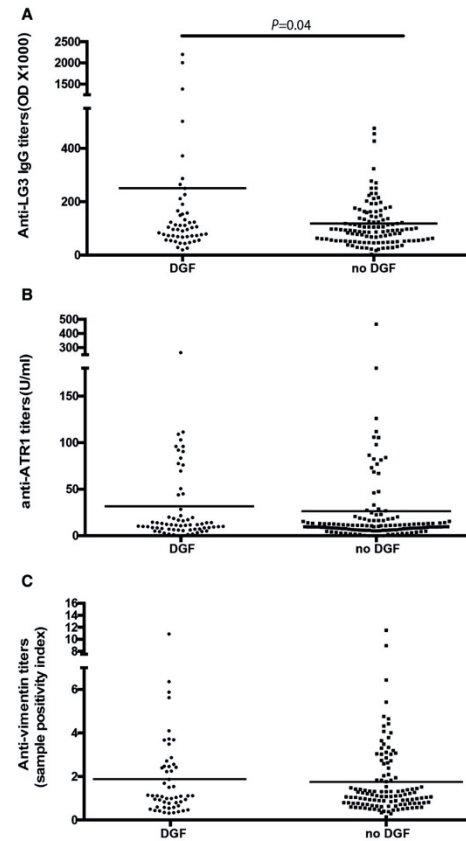 A
P=0.04
Anti-LG3 IgG titers(OD X1000)
2500
2000
1500
1000
500
400
200
0
DGF
no DGF
B
anti-ATR1 titers(U/ml)
500
400
300
150
100
50
0
DGF
no DGF
C
Anti-vimentin titers
(sample positivity index)
16
14
12
10
8
6
4
2
0
DGF
no DGF